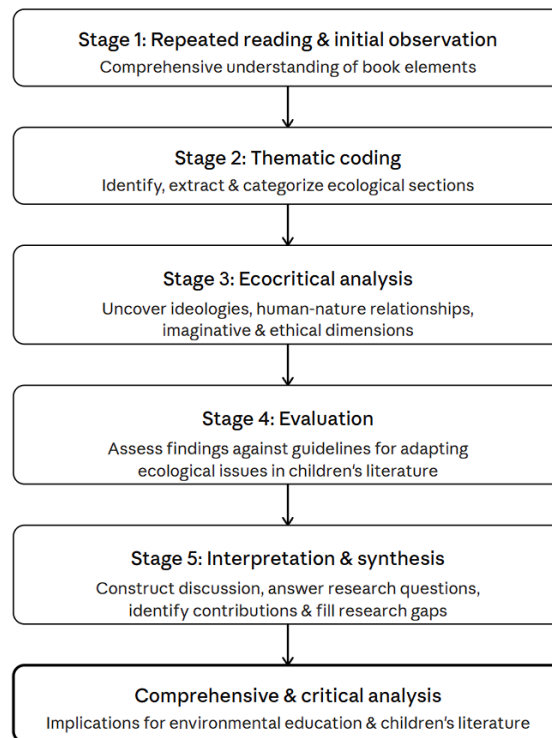 Stage 1: Repeated reading & initial observation
Comprehensive understanding of book elements
Stage 2: Thematic coding
Identify, extract & categorize ecological sections
Stage 3: Ecocritical analysis
Uncover ideologies, human-nature relationships,
imaginative & ethical dimensions
Stage 4: Evaluation
Assess findings against guidelines for adapting
ecological issues in children's literature
Stage 5: Interpretation & synthesis
Construct discussion, answer research questions,
identify contributions & fill research gaps
Comprehensive & critical analysis
Implications for environmental education & children's literature